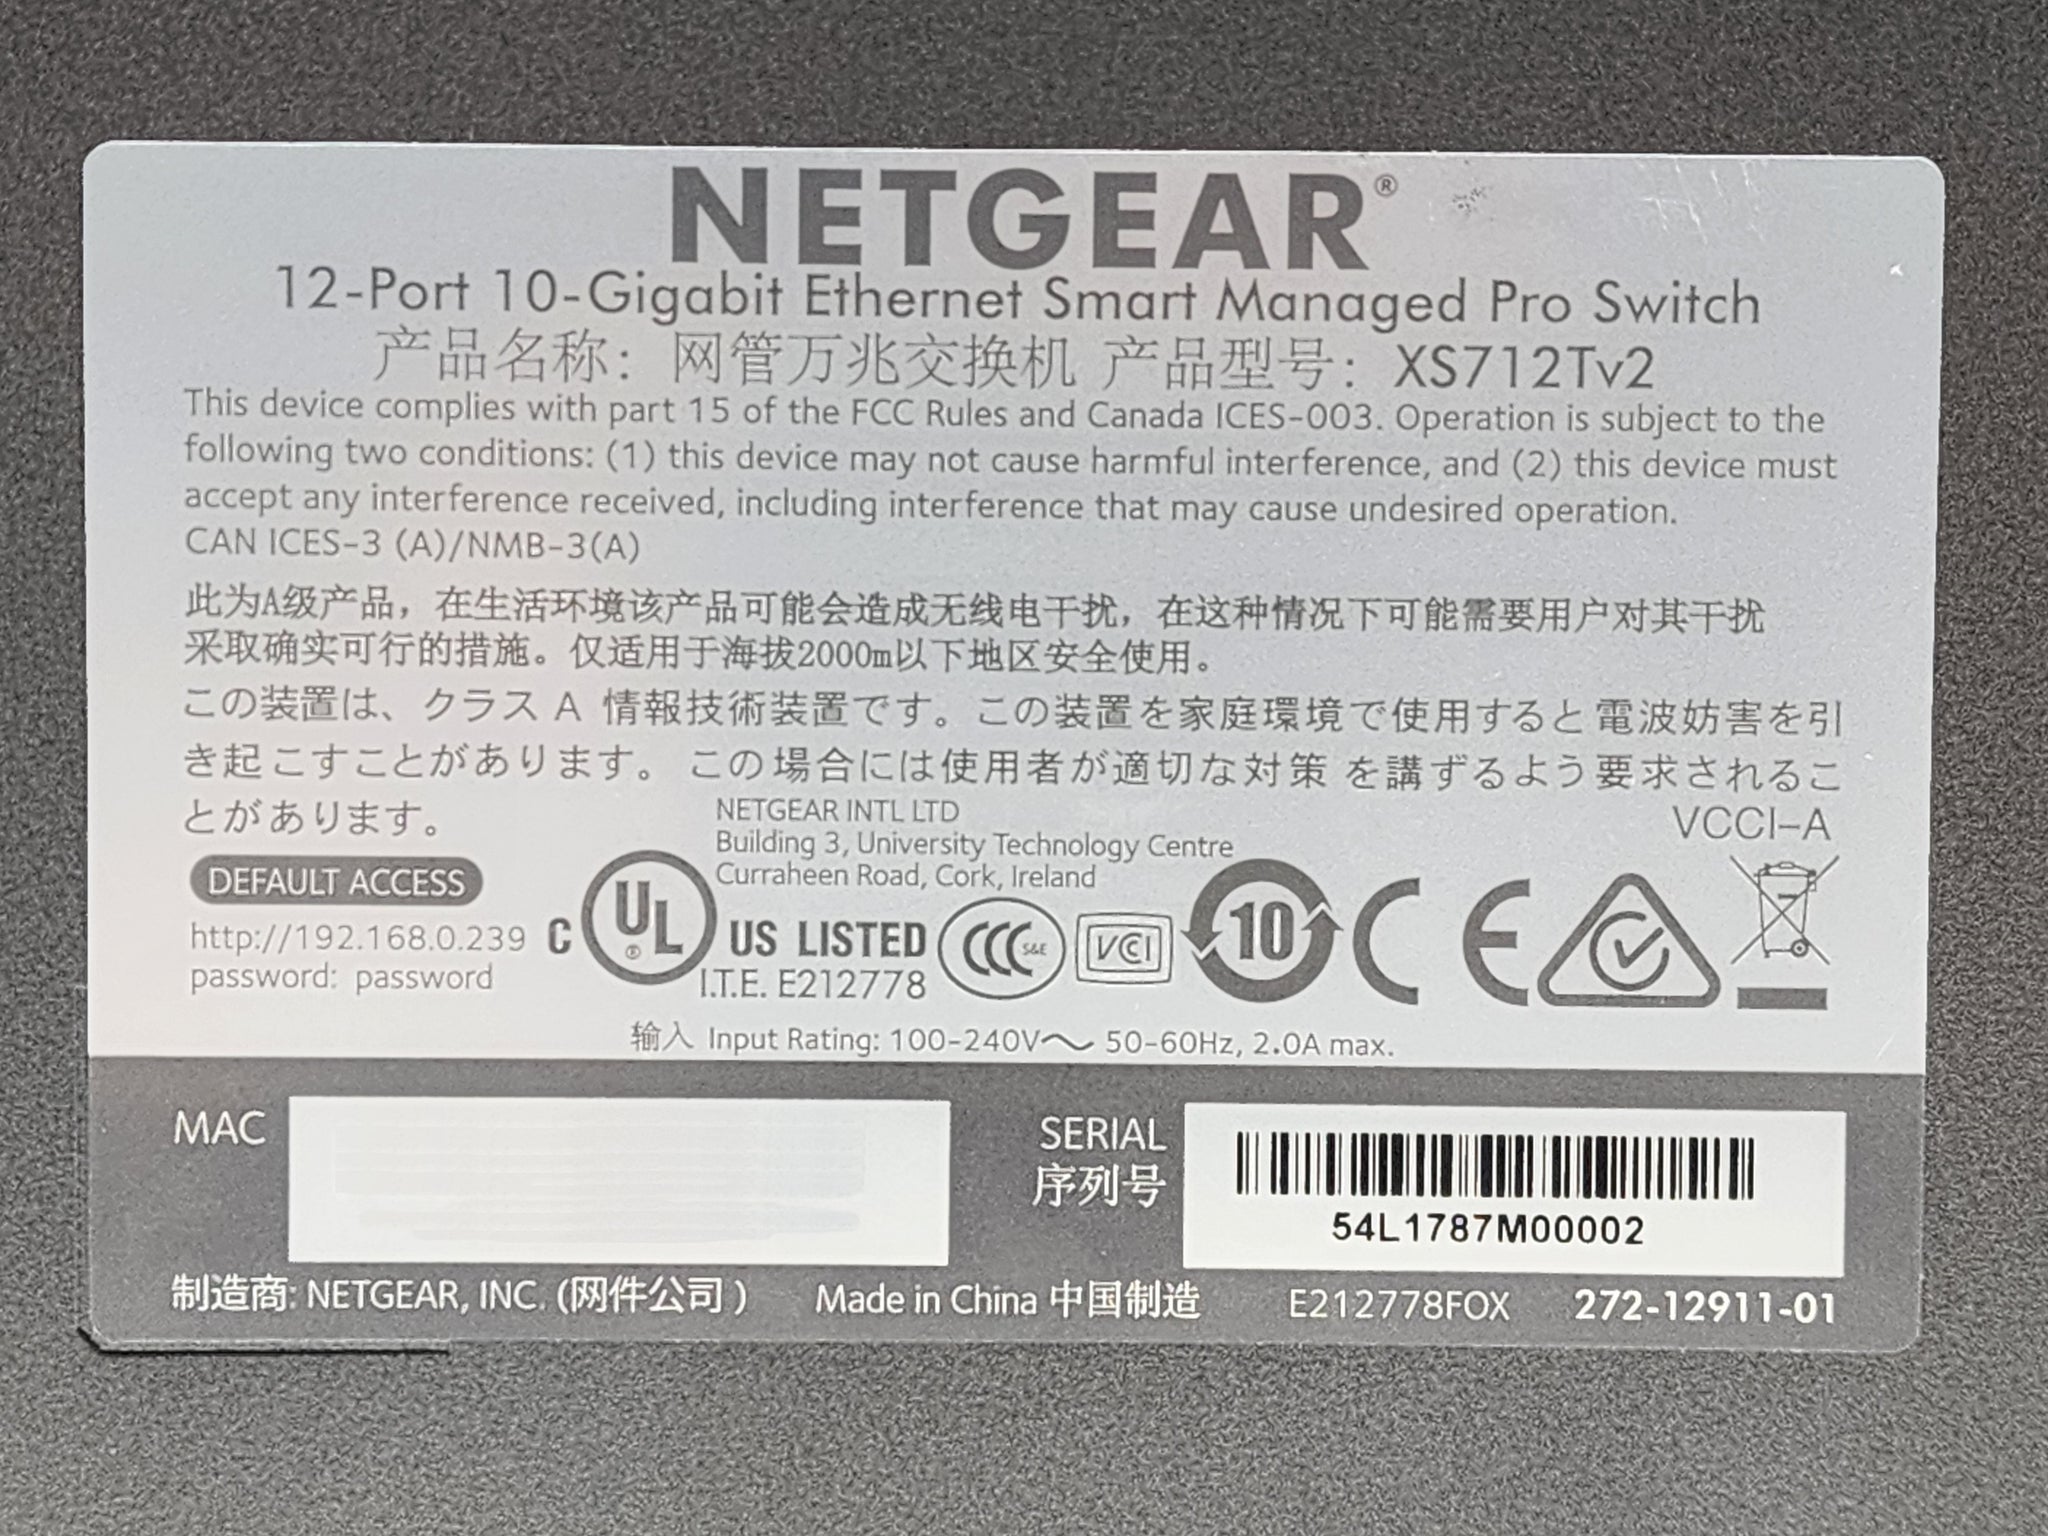 NETGEAR®
12-Port 10-Gigabit Ethernet Smart Managed Pro Switch
产品名称: 网管万兆交换机 产品型号: XS712Tv2
This device complies with part 15 of the FCC Rules and Canada ICES-003. Operation is subject to the
following two conditions: (1) this device may not cause harmful interference, and (2) this device must
accept any interference received, including interference that may cause undesired operation.
CAN ICES-3 (A)/NMB-3(A)
此为A级产品，在生活环境该产品可能会造成无线电干扰，在这种情况下可能需要用户对其干扰
采取确实可行的措施。仅适用于海拔2000m以下地区安全使用。
この装置は、クラス A 情報技術装置です。この装置を家庭環境で使用すると電波妨害を引
き起こすことがあります。 この場合には使用者が適切な対策 を講ずるよう要求されるこ
とがあります。
VCCI-A
NETGEAR INTL LTD
Building 3, University Technology Centre
Curraheen Road, Cork, Ireland
DEFAULT ACCESS
http://192.168.0.239
password: password
C UL® US LISTED
I.T.E. E212778
CCC S&E
VCI
10
CE
输入 Input Rating: 100-240V～ 50-60Hz, 2.0A max.
MAC
SERIAL
序列号
54L1787M00002
制造商: NETGEAR, INC. (网件公司) Made in China 中国制造 E212778FOX 272-12911-01